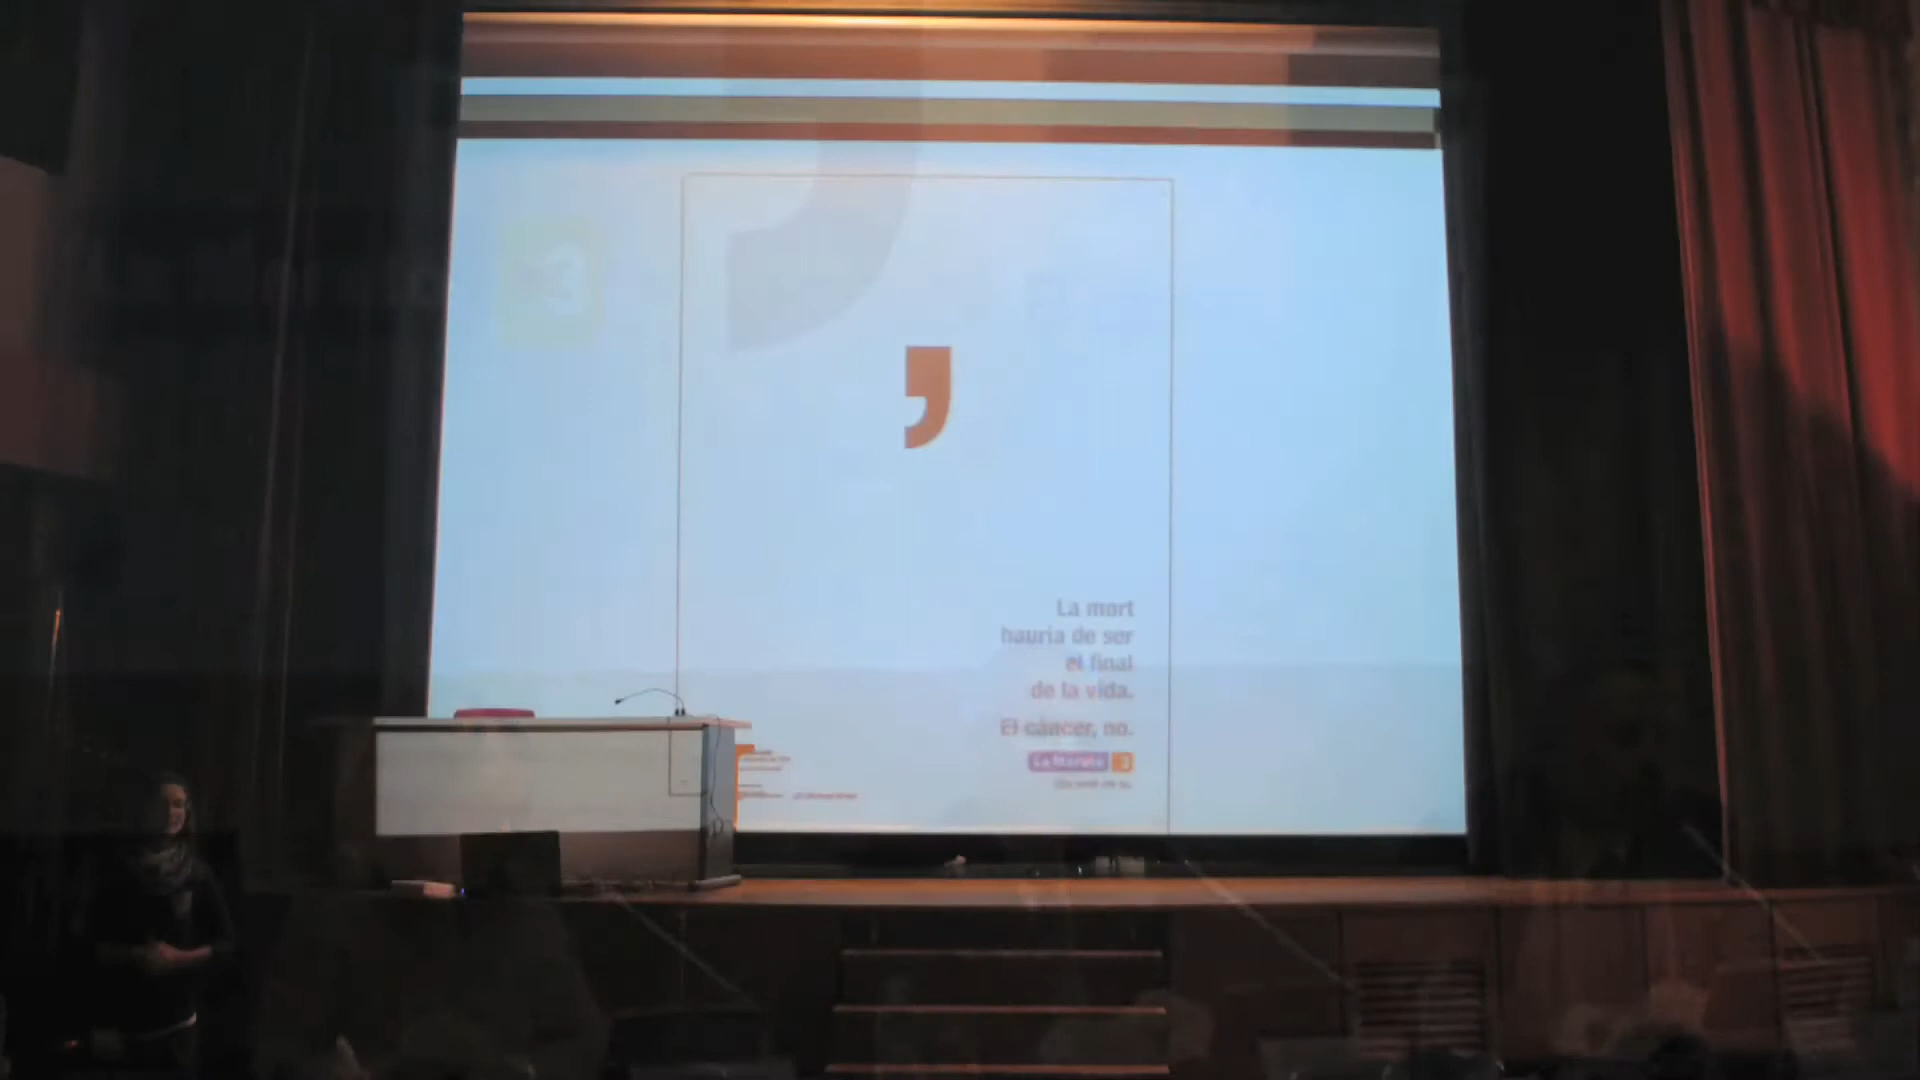 ,
La mort
hauria de ser
el final
de la vida.
El càncer, no.
La Marató 3